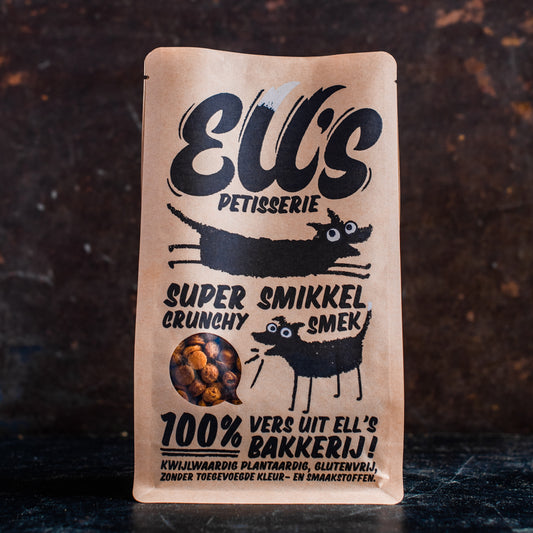 Ell's
PETISSERIE
SUPER SMIKKEL
CRUNCHY SMEK
100% VERS UIT ELL'S
BAKKERIJ!
KWIJLWAARDIG PLANTAARDIG, GLUTENVRIJ,
ZONDER TOEGEVOEGDE KLEUR- EN SMAAKSTOFFEN.